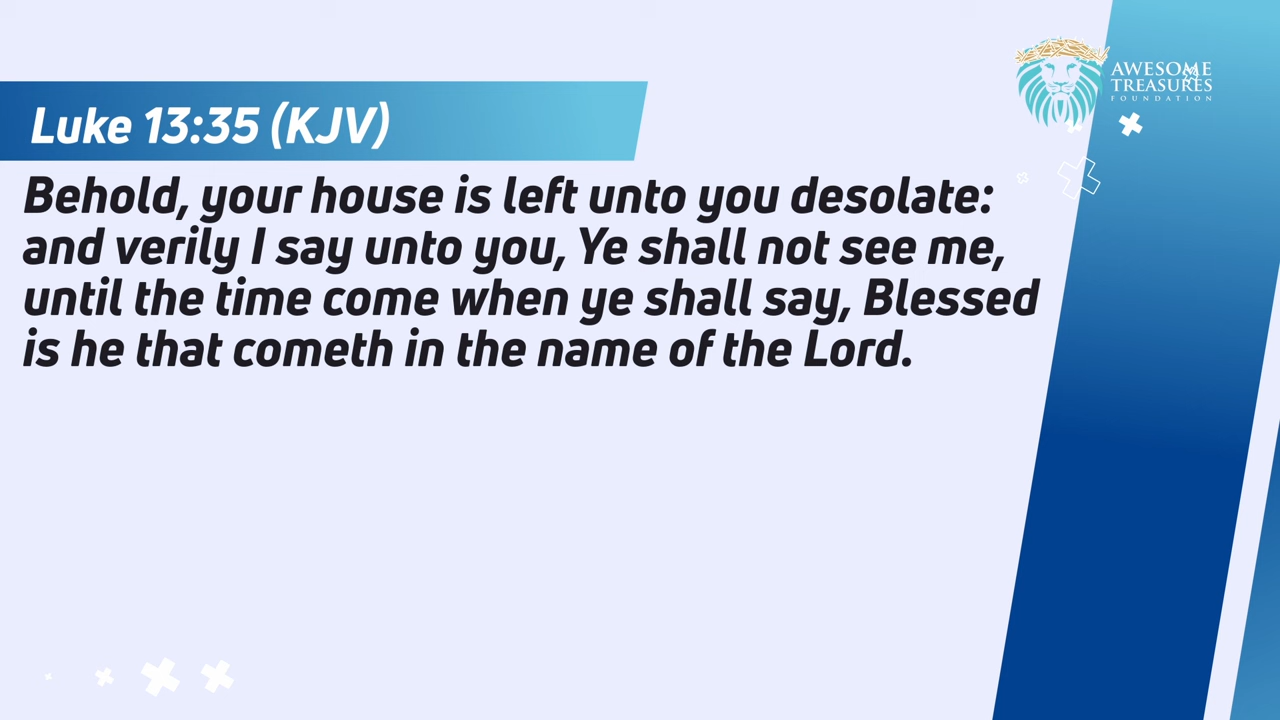 AWESOME
TREASURES
FOUNDATION
Luke 13:35 (KJV)
Behold, your house is left unto you desolate:
and verily I say unto you, Ye shall not see me,
until the time come when ye shall say, Blessed
is he that cometh in the name of the Lord.